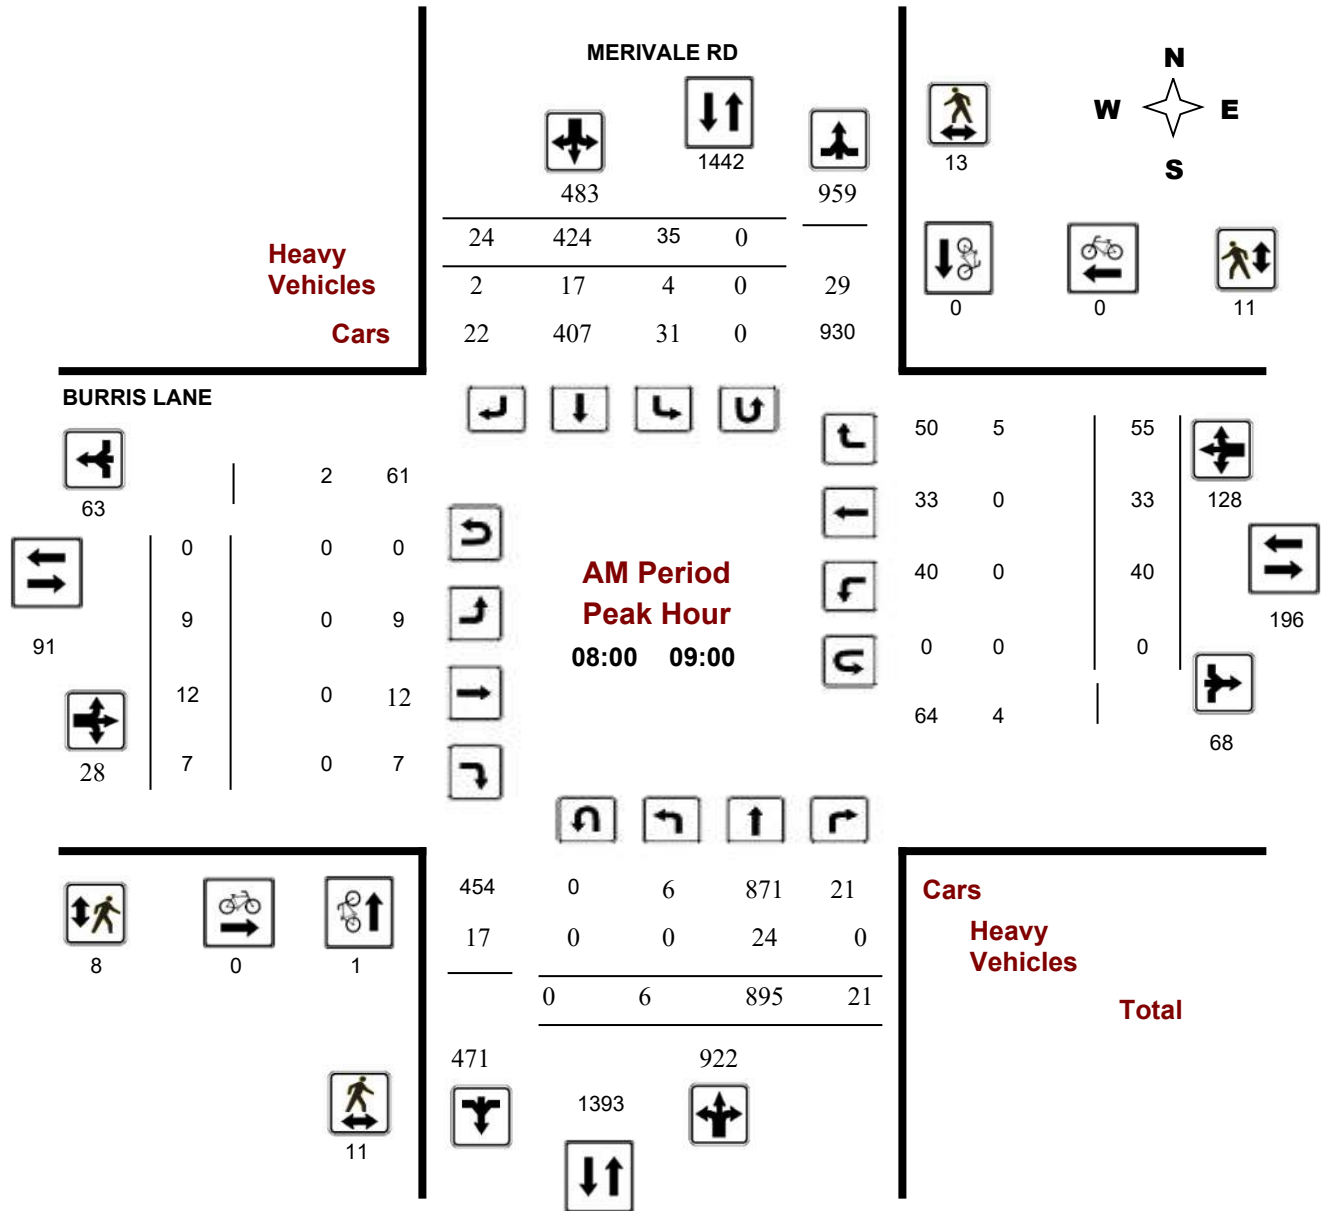 MERIVALE RD
N
W E
S
1442
13
483 959
24 424 35 0
Heavy
Vehicles
2 17 4 0 29
Cars
22 407 31 0 930
0 0 11
BURRIS LANE
50 5 55
2 61
63
33 0 33 128
0 0 0
AM Period
Peak Hour
08:00 09:00
40 0 40
9 0 9
196
91
0 0 0
12 0 12
64 4
68
28 7 0 7
454 0 6 871 21
Cars
17 0 0 24 0
Heavy
Vehicles
8 0 1
0 6 895 21
Total
471 922
1393
11